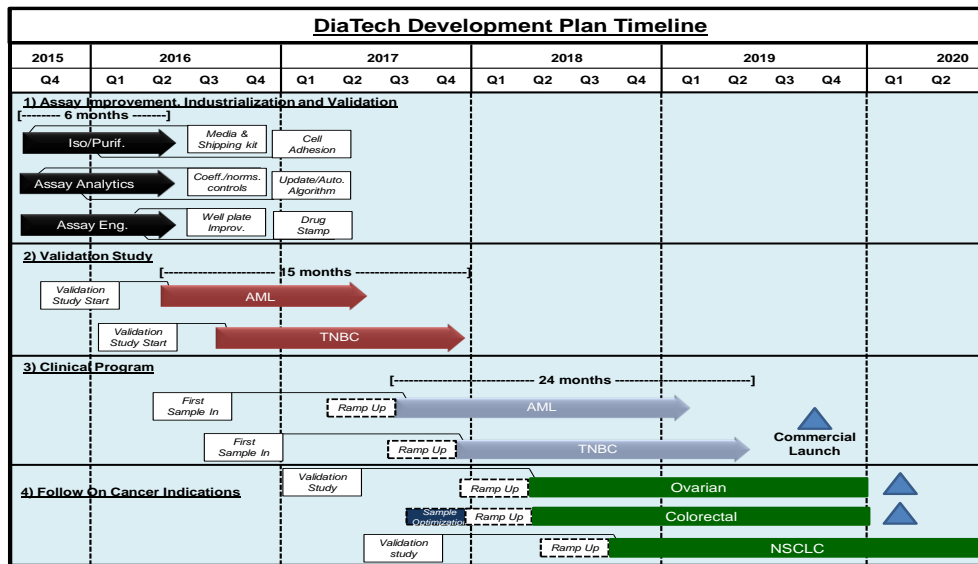 DiaTech Development Plan Timeline
2015 2016 2017 2018 2019 2020
Q4 Q1 Q2 Q3 Q4 Q1 Q2 Q3 Q4 Q1 Q2 Q3 Q4 Q1 Q2 Q3 Q4 Q1 Q2
1) Assay Improvement, Industrialization and Validation
[-------- 6 months --------]
Iso/Purif.
Media &
Shipping kit
Cell
Adhesion
Assay Analytics
Coeff./norms.
controls
Update/Auto.
Algorithm
Assay Eng.
Well plate
Improv.
Drug
Stamp
2) Validation Study
[----------------------- 15 months -----------------------]
Validation
Study Start
AML
Validation
Study Start
TNBC
3) Clinical Program
[----------------------------- 24 months -----------------------------]
First
Sample In
Ramp Up
AML
First
Sample In
Ramp Up
TNBC
Commercial
Launch
4) Follow On Cancer Indications
Validation
Study
Ramp Up
Ovarian
Sample
Optimization
Ramp Up
Colorectal
Validation
study
Ramp Up
NSCLC